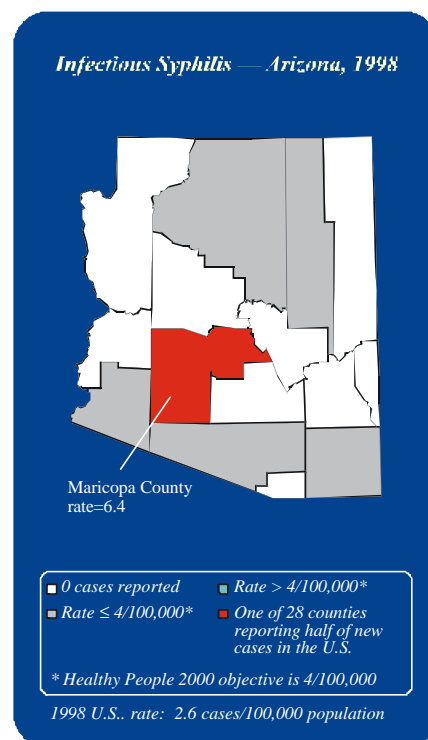 Infectious Syphilis — Arizona, 1998
Maricopa County
rate=6.4
0 cases reported
Rate ≤ 4/100,000*
Rate > 4/100,000*
One of 28 counties
reporting half of new
cases in the U.S.
* Healthy People 2000 objective is 4/100,000
1998 U.S.. rate: 2.6 cases/100,000 population